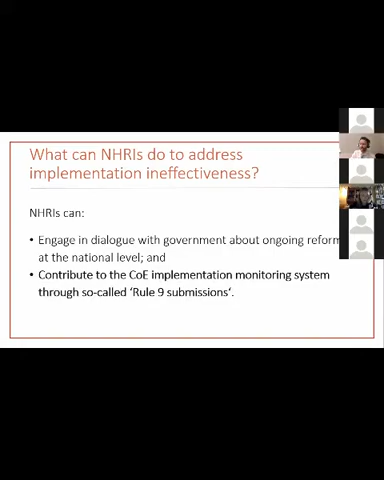 What can NHRIs do to address
implementation ineffectiveness?
NHRIs can:
• Engage in dialogue with government about ongoing reform
at the national level; and
• Contribute to the CoE implementation monitoring system
through so-called ‘Rule 9 submissions‘.